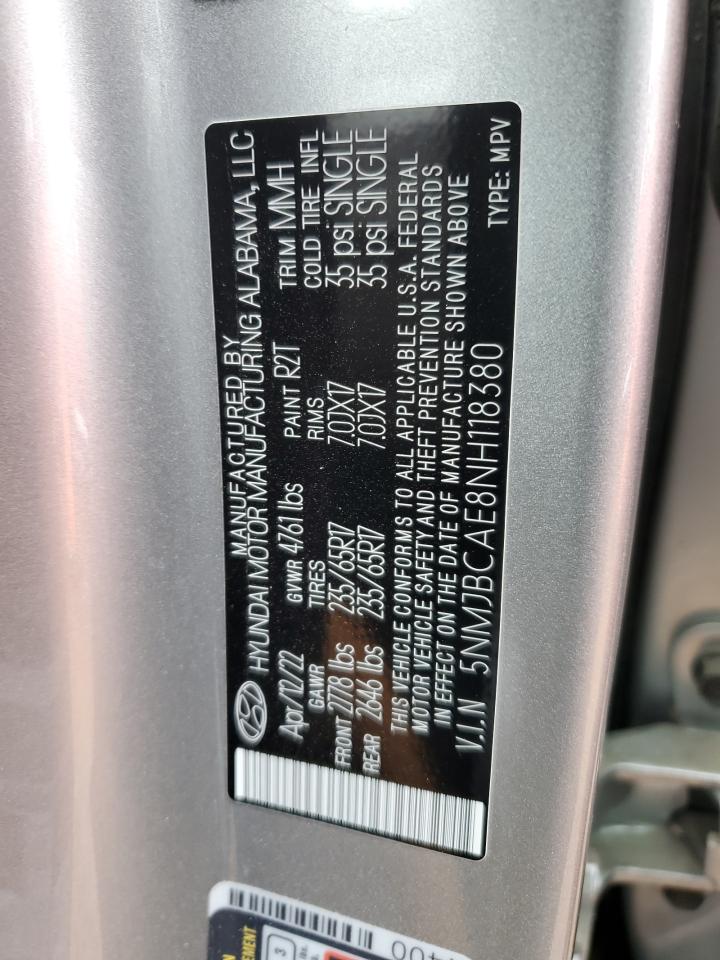 MANUFACTURED BY
HYUNDAI MOTOR MANUFACTURING ALABAMA, LLC
Apr/12/22 GVWR 4761 lbs PAINT R2T TRIM MMH
GAWR TIRES RIMS COLD TIRE INFL
FRONT 2778 lbs 235/65R17 7.0JX17 35 psi SINGLE
REAR 2646 lbs 235/65R17 7.0JX17 35 psi SINGLE
THIS VEHICLE CONFORMS TO ALL APPLICABLE U.S.A. FEDERAL
MOTOR VEHICLE SAFETY AND THEFT PREVENTION STANDARDS
IN EFFECT ON THE DATE OF MANUFACTURE SHOWN ABOVE
V.I.N 5NMJBCAE8NH118380 TYPE: MPV
3